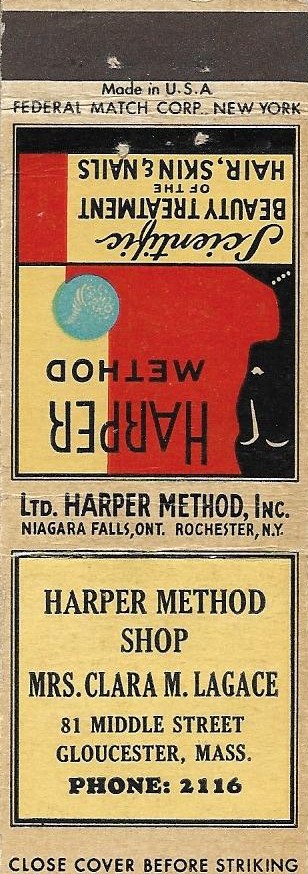 Made in U.S.A
FEDERAL MATCH CORP., NEW YORK
Scientific
BEAUTY TREATMENT
OF THE
HAIR, SKIN & NAILS
HARPER
METHOD
LTD. HARPER METHOD, INC.
NIAGARA FALLS, ONT. ROCHESTER, N.Y.
HARPER METHOD
SHOP
MRS. CLARA M. LAGACE
81 MIDDLE STREET
GLOUCESTER, MASS.
PHONE: 2116
CLOSE COVER BEFORE STRIKING